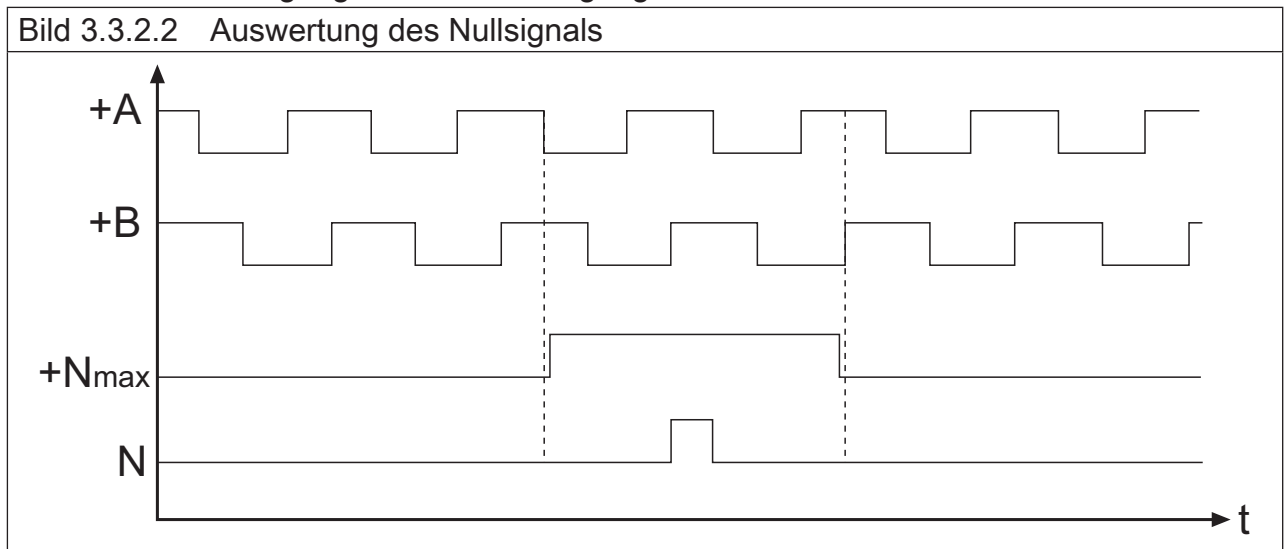 Bild 3.3.2.2 Auswertung des Nullsignals
+A
+B
+Nmax
N
t